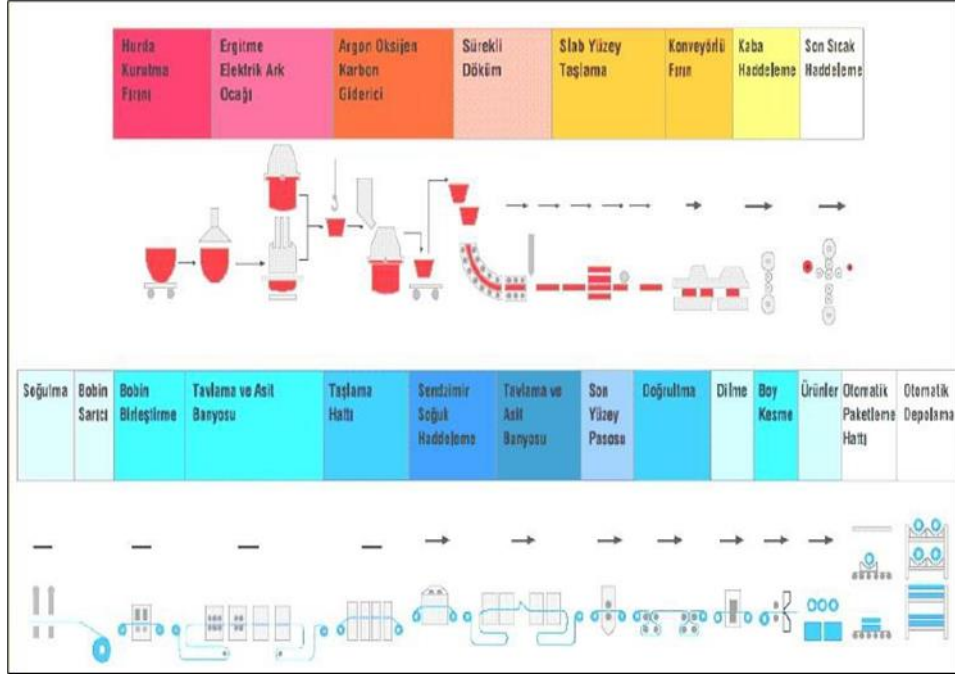 Hurda
Kurutma
Fırını
Ergitme
Elektrik Ark
Ocağı
Argon Oksijen
Karbon
Giderici
Sürekli
Döküm
Slab Yüzey
Taşlama
Konveyörlü
Fırın
Kaba
Haddeleme
Son Sıcak
Haddeleme
Soğutma
Bobin
Sarıcı
Bobin
Birleştirme
Tavlama ve Asit
Banyosu
Taşlama
Hattı
Sendzimir
Soğuk
Haddeleme
Tavlama ve
Asit
Banyosu
Son
Yüzey
Pasosu
Doğrultma
Dilme
Boy
Kesme
Ürünler
Otomatik
Paketleme
Hattı
Otomatik
Depolama